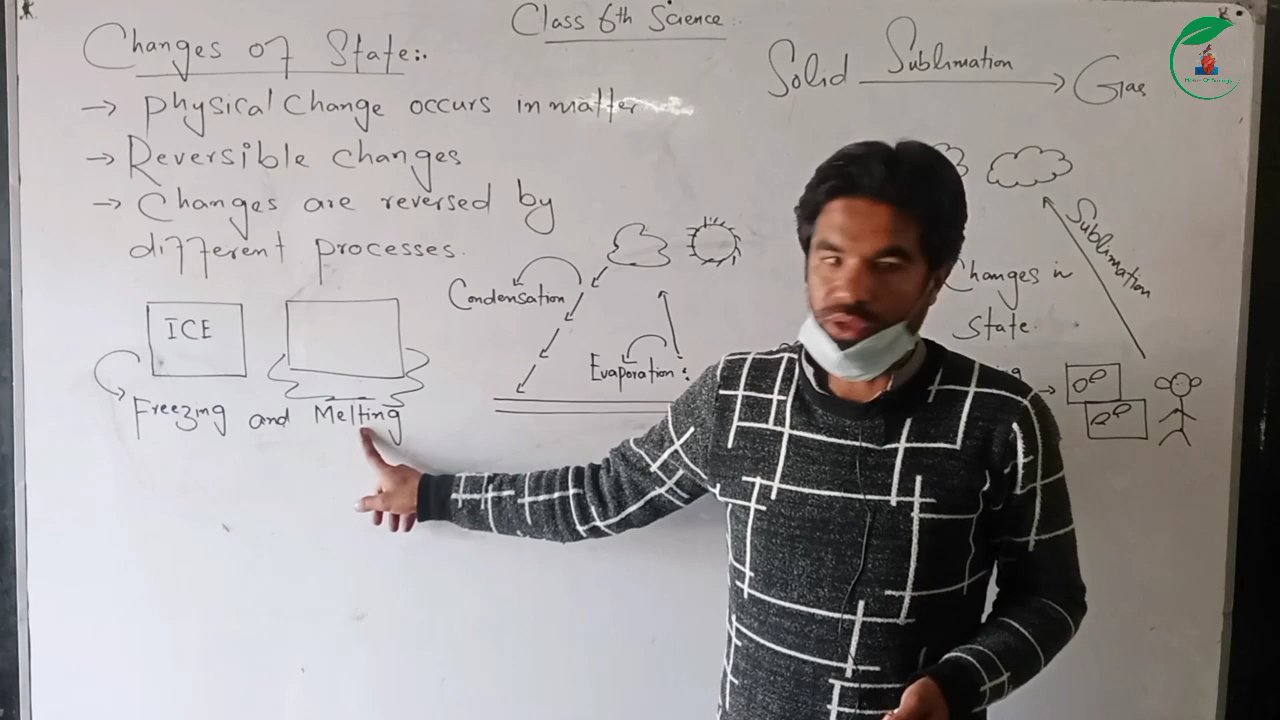 Class 6th Science
Changes of State:-
→ Physical Change occurs in matter
→ Reversible changes
→ Changes are reversed by
different processes.
Solid Sublimation → Gas
Condensation
Evaporation:
ICE
Freezing and Melting
Changes in
State.
Sublimation